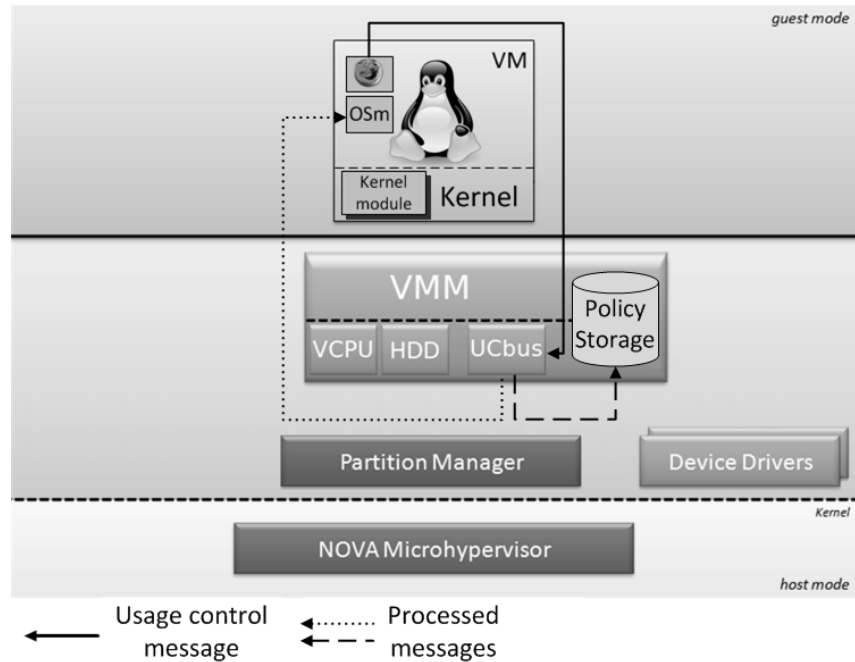 guest mode
VM
OSm
Kernel
module
Kernel
VMM
Policy
Storage
VCPU
HDD
UCbus
Partition Manager
Device Drivers
Kernel
NOVA Microhypervisor
host mode
Usage control
message
Processed
messages